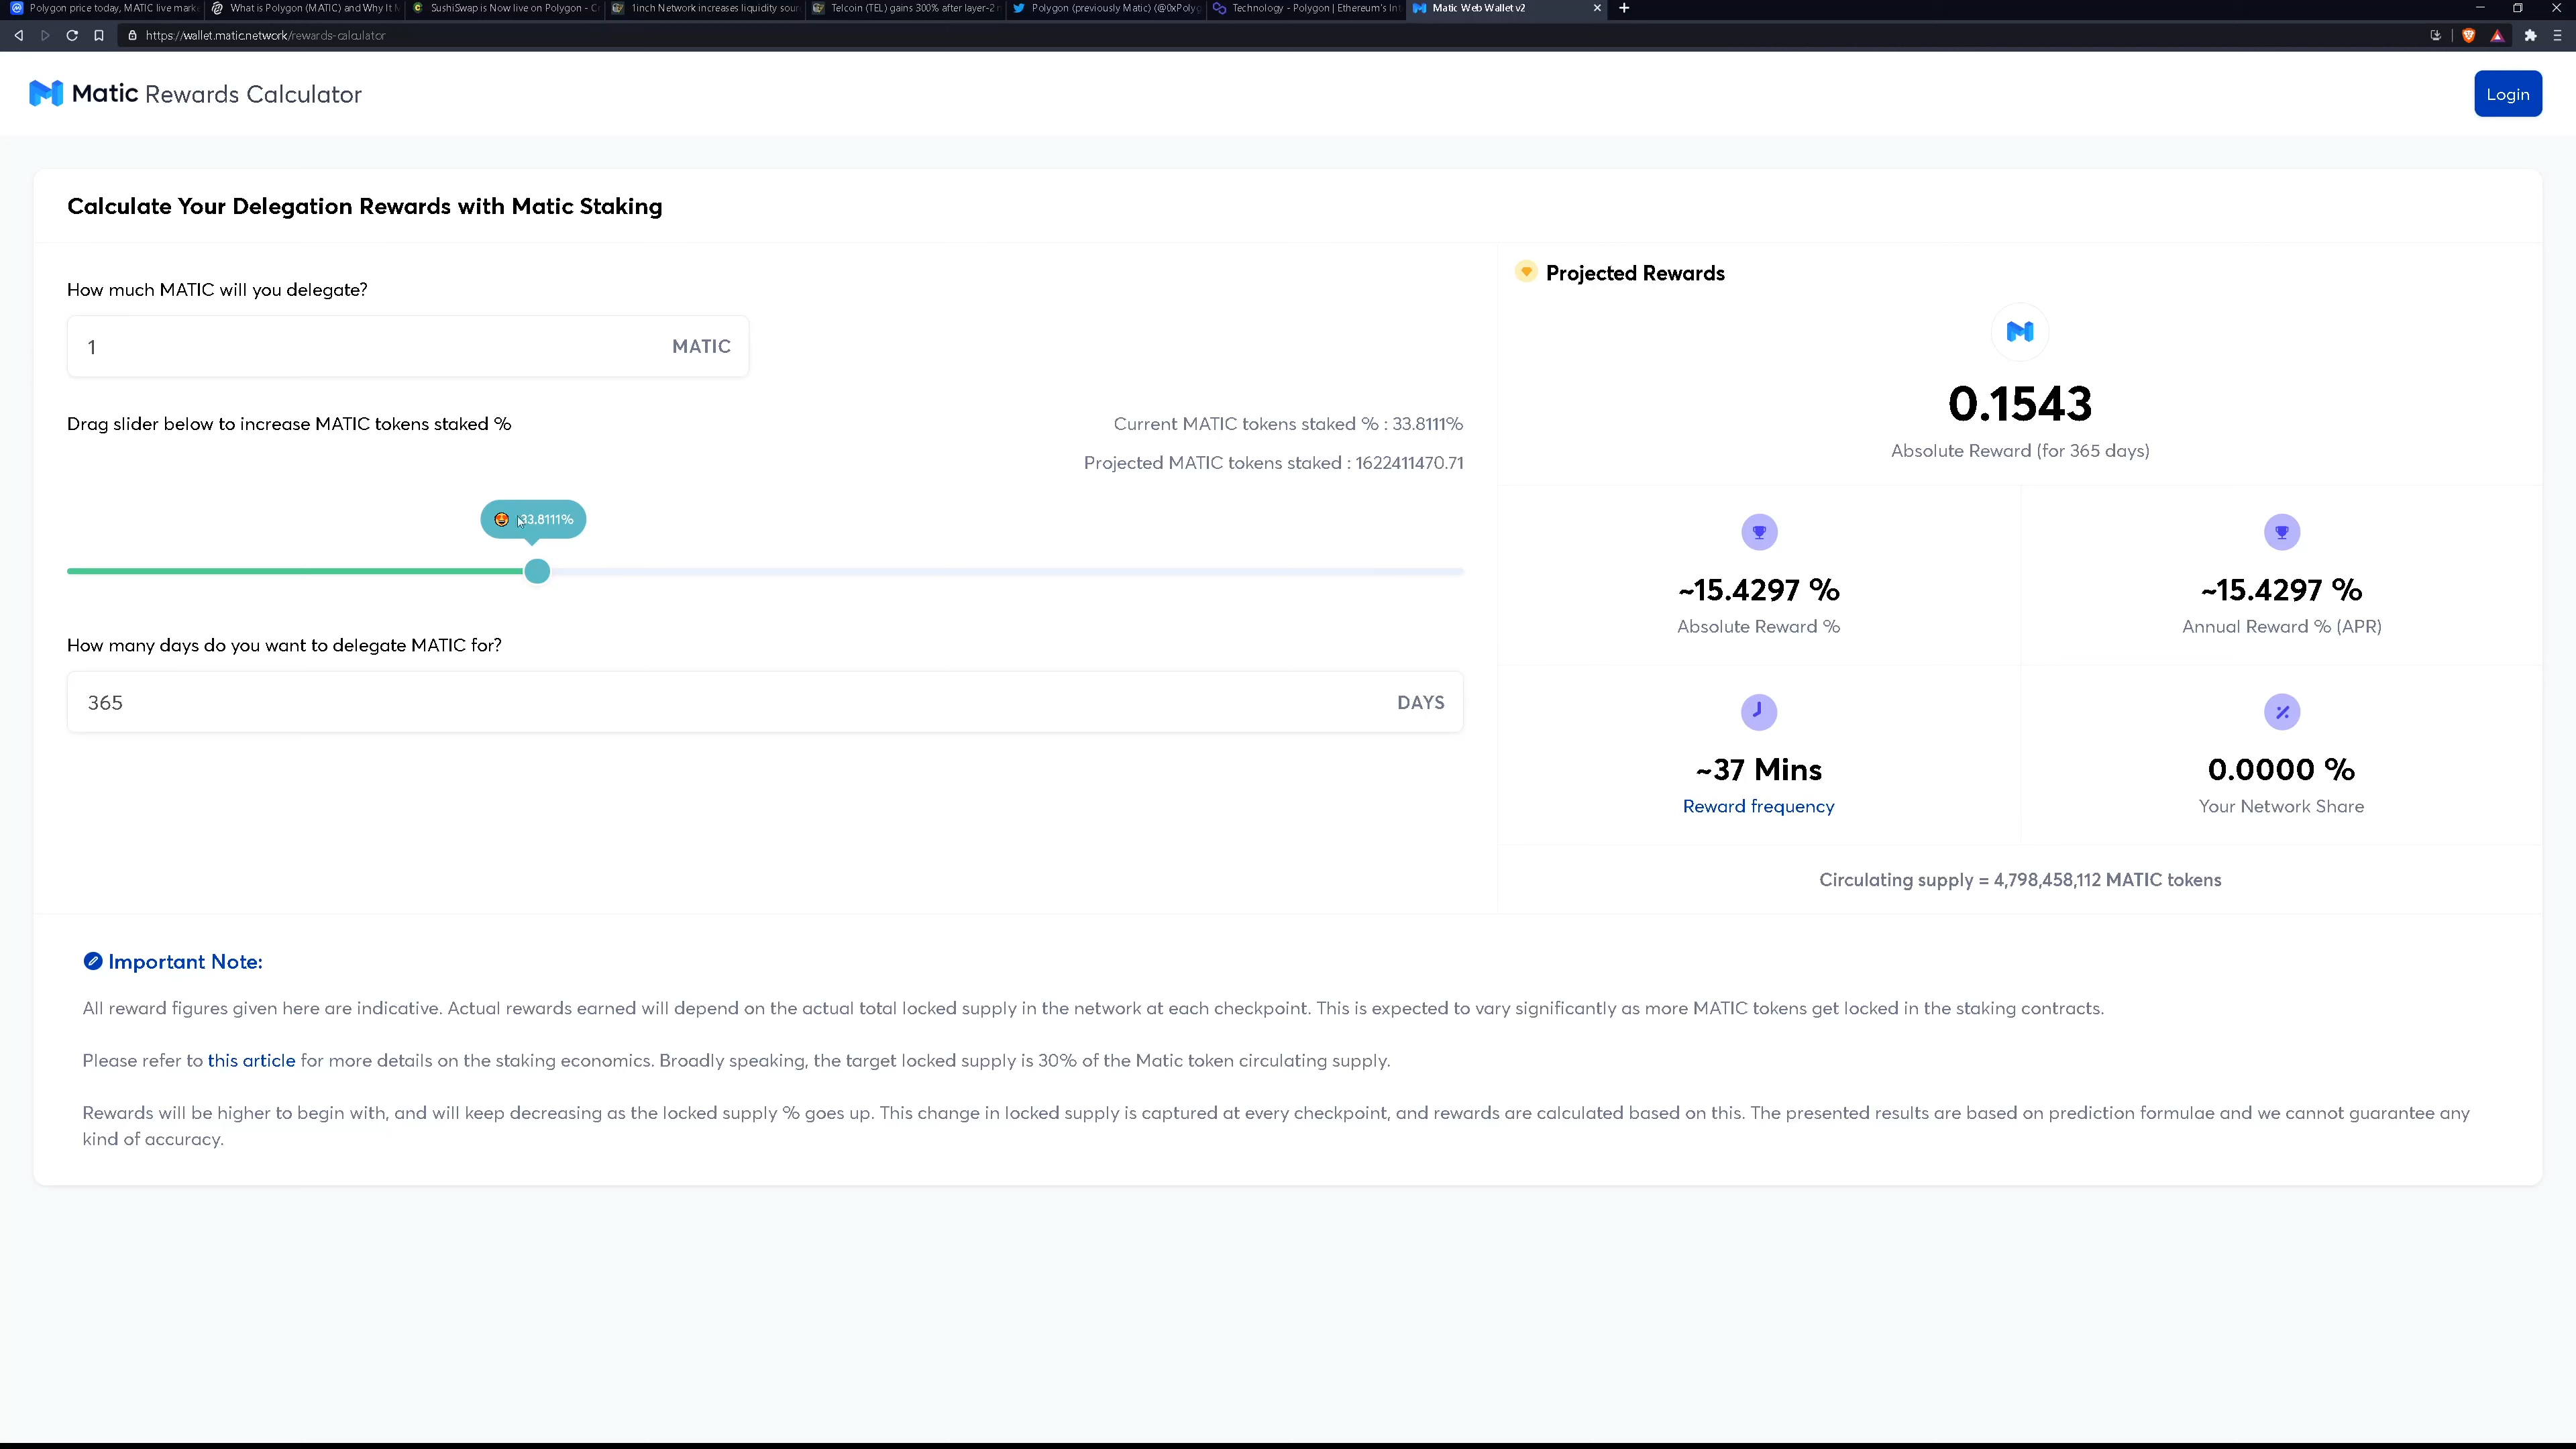 Polygon price today, MATIC live mark
What is Polygon (MATIC) and Why It M
SushiSwap is Now live on Polygon - C
1inch Network increases liquidity sour
Telcoin (TEL) gains 300% after layer-2
Polygon (previously Matic) (@0xPolyg
Technology - Polygon | Ethereum's Int
Matic Web Wallet v2
https://wallet.matic.network/rewards-calculator
Matic Rewards Calculator
Login
Calculate Your Delegation Rewards with Matic Staking
How much MATIC will you delegate?
1 MATIC
Drag slider below to increase MATIC tokens staked %
Current MATIC tokens staked % : 33.8111%
Projected MATIC tokens staked : 1622411470.71
33.8111%
How many days do you want to delegate MATIC for?
365 DAYS
Projected Rewards
0.1543
Absolute Reward (for 365 days)
~15.4297 %
Absolute Reward %
~15.4297 %
Annual Reward % (APR)
~37 Mins
Reward frequency
0.0000 %
Your Network Share
Circulating supply = 4,798,458,112 MATIC tokens
Important Note:
All reward figures given here are indicative. Actual rewards earned will depend on the actual total locked supply in the network at each checkpoint. This is expected to vary significantly as more MATIC tokens get locked in the staking contracts.
Please refer to this article for more details on the staking economics. Broadly speaking, the target locked supply is 30% of the Matic token circulating supply.
Rewards will be higher to begin with, and will keep decreasing as the locked supply % goes up. This change in locked supply is captured at every checkpoint, and rewards are calculated based on this. The presented results are based on prediction formulae and we cannot guarantee any
kind of accuracy.